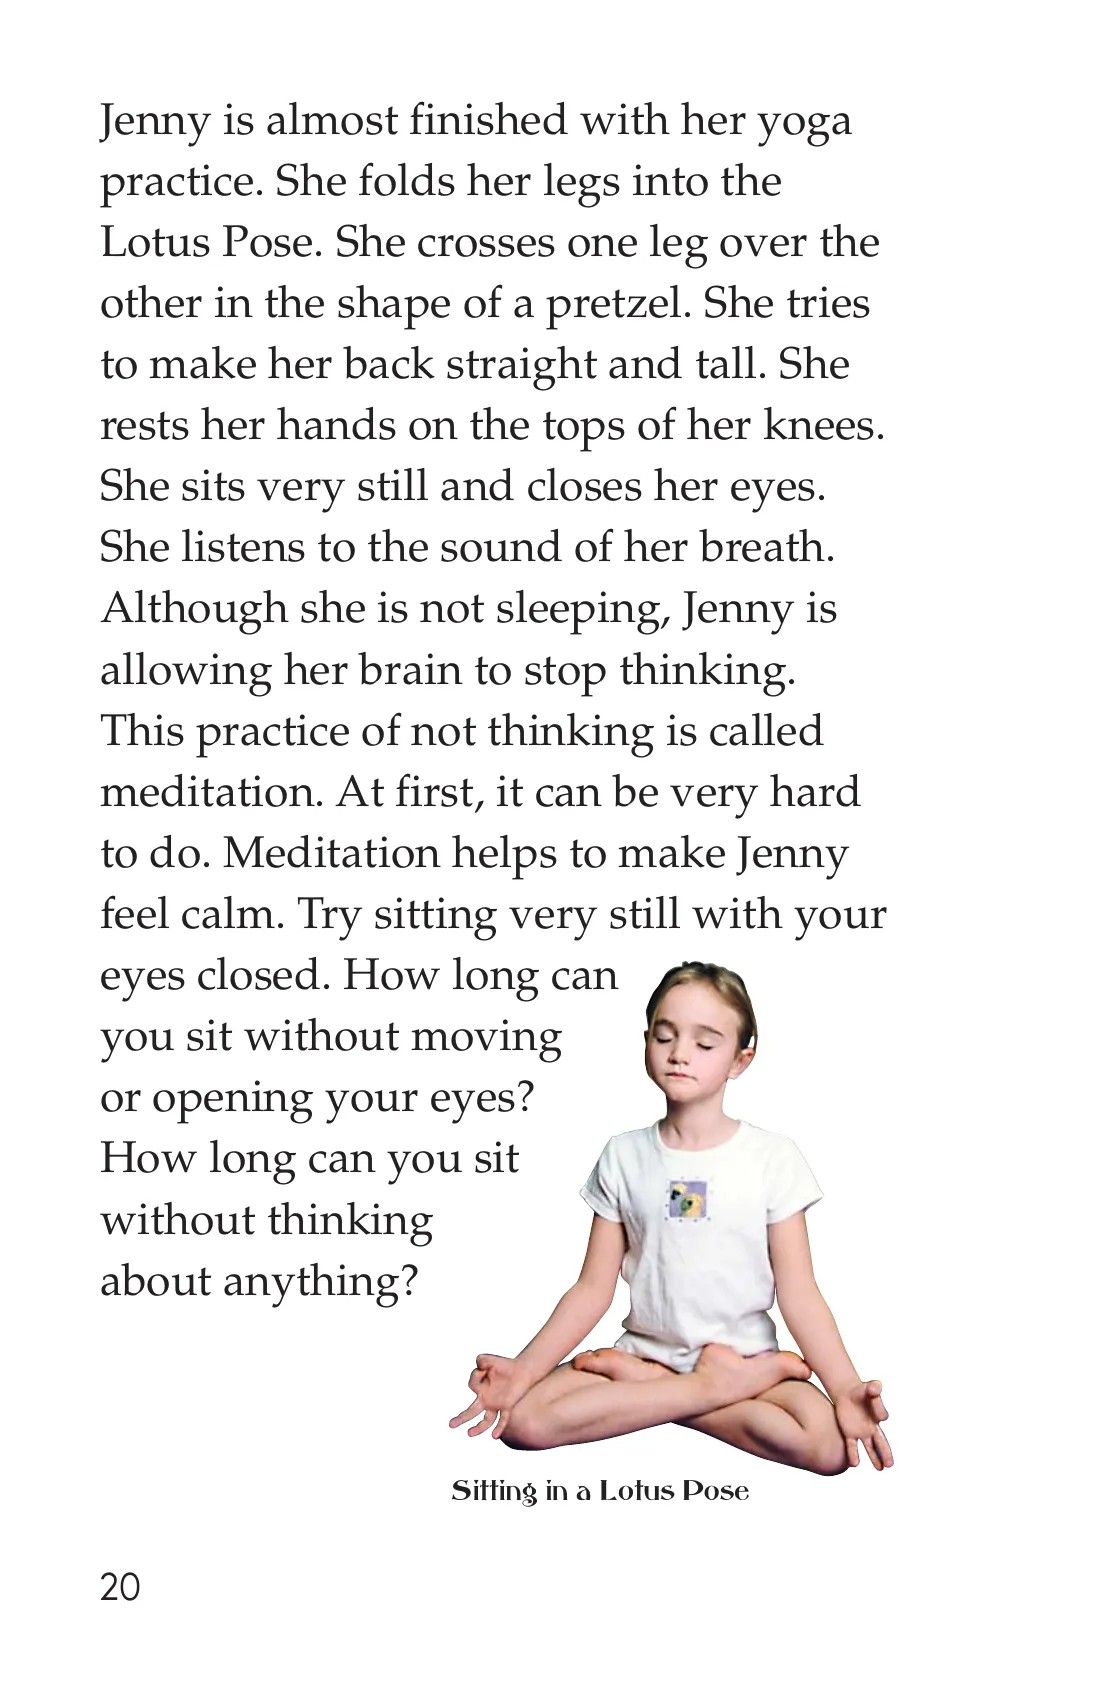 Jenny is almost finished with her yoga
practice. She folds her legs into the
Lotus Pose. She crosses one leg over the
other in the shape of a pretzel. She tries
to make her back straight and tall. She
rests her hands on the tops of her knees.
She sits very still and closes her eyes.
She listens to the sound of her breath.
Although she is not sleeping, Jenny is
allowing her brain to stop thinking.
This practice of not thinking is called
meditation. At first, it can be very hard
to do. Meditation helps to make Jenny
feel calm. Try sitting very still with your
eyes closed. How long can
you sit without moving
or opening your eyes?
How long can you sit
without thinking
about anything?
Sitting in a Lotus Pose
20